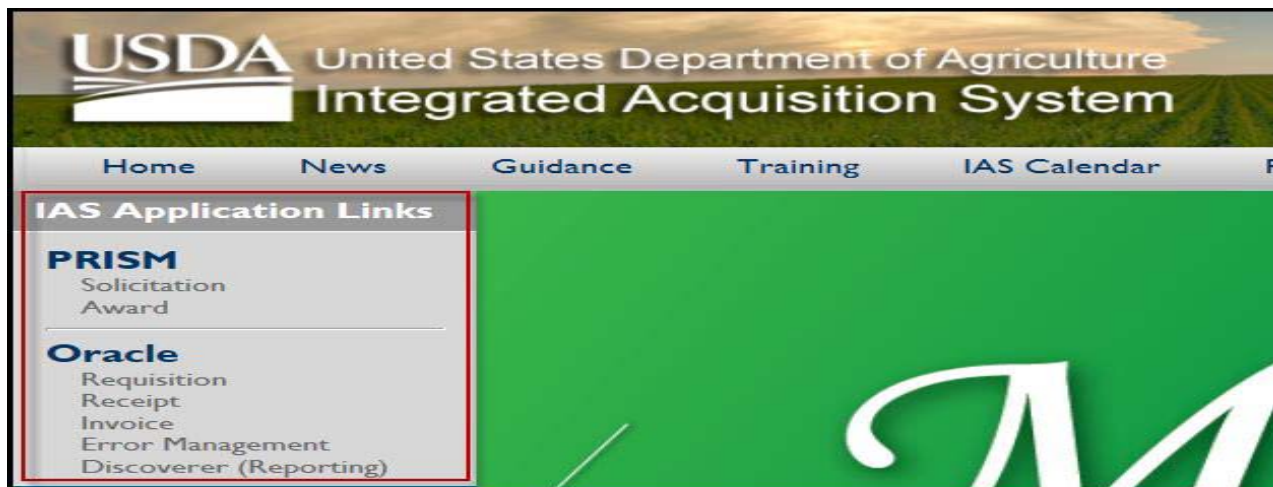 USDA United States Department of Agriculture
Integrated Acquisition System
Home News Guidance Training IAS Calendar
IAS Application Links
PRISM
Solicitation
Award
Oracle
Requisition
Receipt
Invoice
Error Management
Discoverer (Reporting)